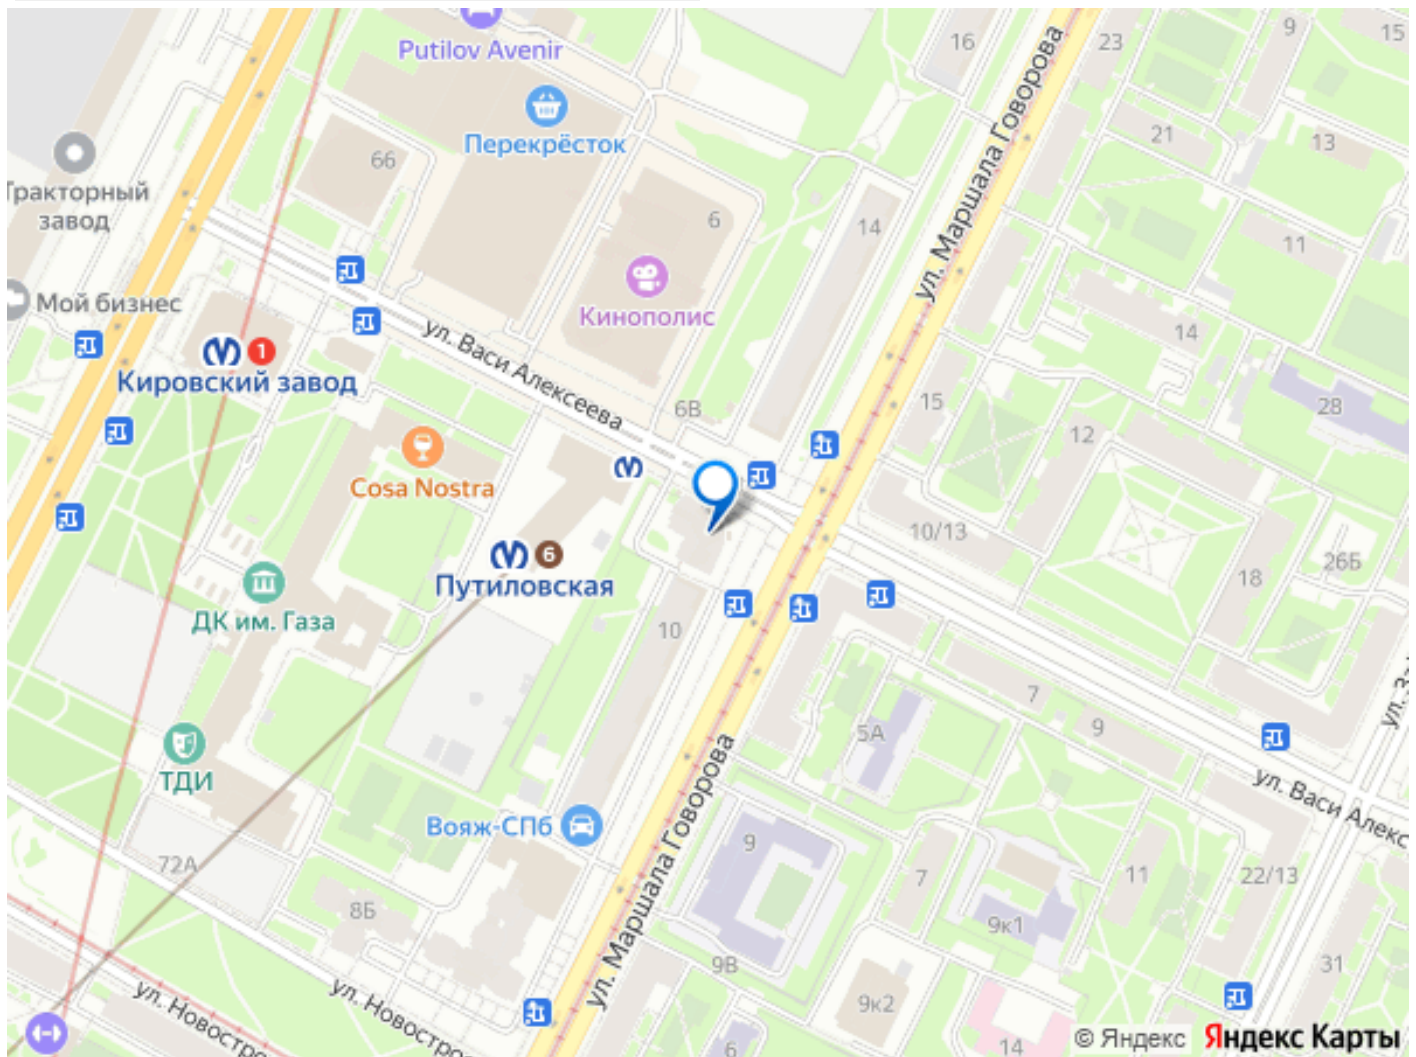 Putilov Avenir
16
23
9
15
Перекрёсток
66
21
13
Тракторный
завод
6
14
ул. Маршала Говорова
11
Мой бизнес
Кинополис
14
1
Кировский завод
ул. Васи Алексеева
6В
15
28
12
Cosa Nostra
10/13
26Б
18
6
Путиловская
ДК им. Газа
10
7
9
5А
ТДИ
ул. Маршала Говорова
ул. Васи Алекс
Вояж-СПб
9
72А
7
11
22/13
8Б
9к1
9В
31
ул. Новостро
ул. Новострo
9к2
6
14
© Яндекс Яндекс Карты